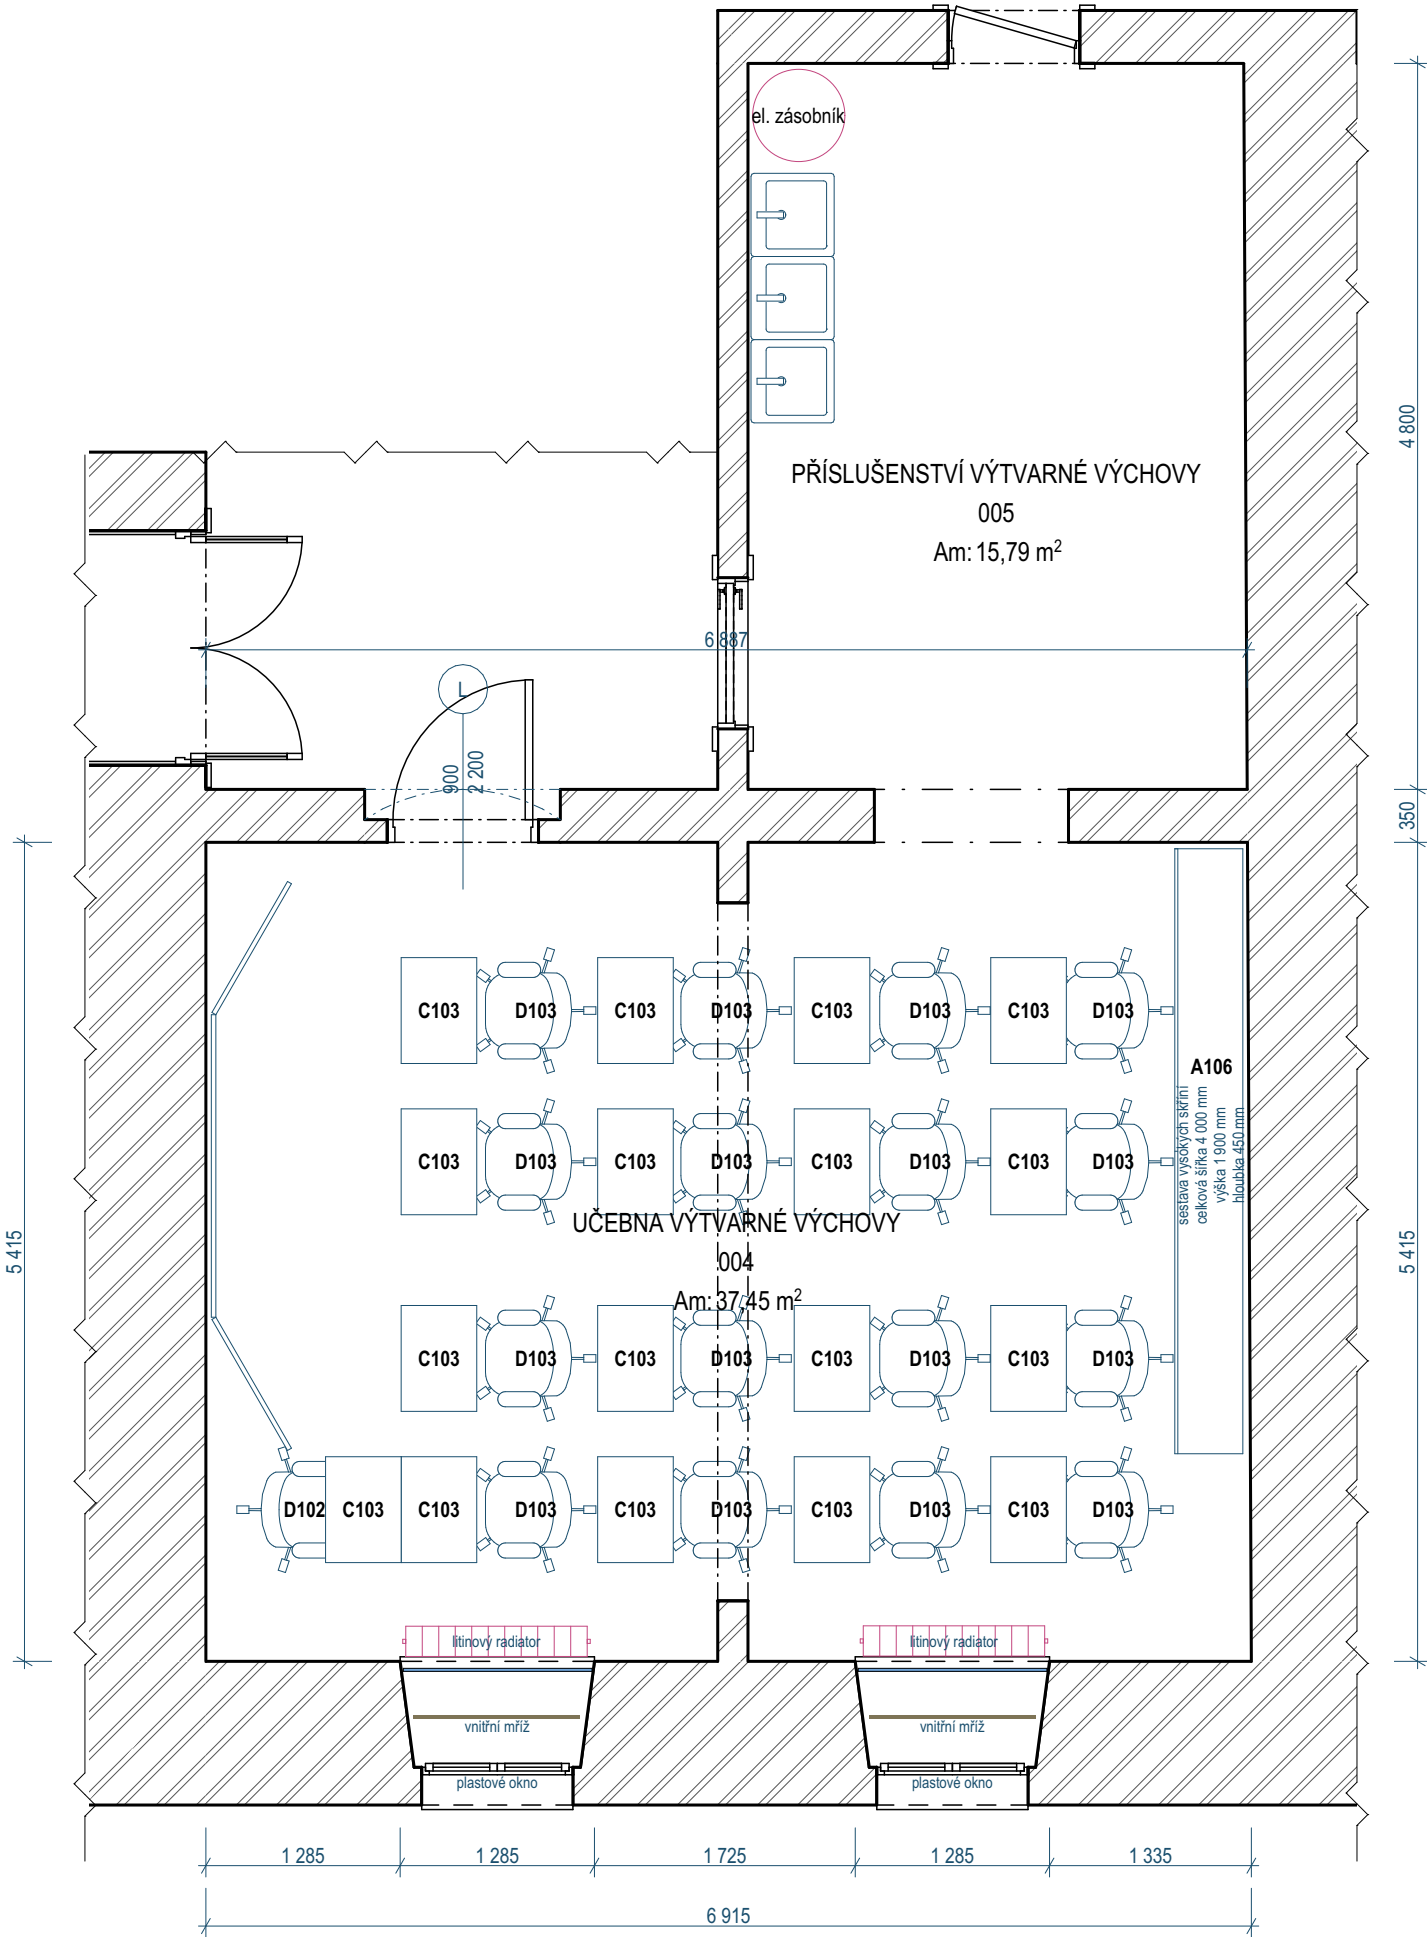 el. zásobník
4 800
PŘÍSLUŠENSTVÍ VÝTVARNÉ VÝCHOVY
005
Am: 15,79 m²
6 887
L
900
2 200
350
C103 D103 C103 D103 C103 D103 C103 D103
A106
sestava vysokých skříní
celková šířka 4 000 mm
výška 1 900 mm
hloubka 450 mm
C103 D103 C103 D103 C103 D103 C103 D103
UČEBNA VÝTVARNÉ VÝCHOVY
004
Am: 37,45 m²
5 415
5 415
C103 D103 C103 D103 C103 D103 C103 D103
D102 C103 C103 D103 C103 D103 C103 D103 C103 D103
litinový radiator
litinový radiator
vnitřní mříž
vnitřní mříž
plastové okno
plastové okno
1 285 1 285 1 725 1 285 1 335
6 915